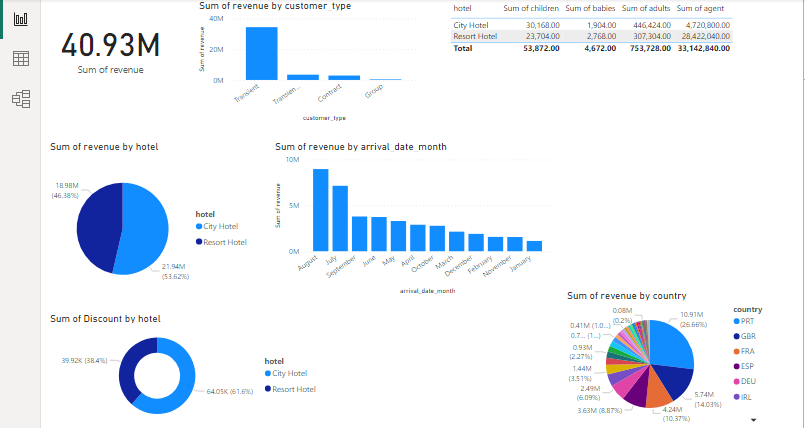 Sum of revenue by customer_type
40.93M
Sum of revenue
Sum of revenue
40M
20M
0M
Transient
Transien...
Contract
Group
customer_type
hotel Sum of children Sum of babies Sum of adults Sum of agent
City Hotel 30,168.00 1,904.00 446,424.00 4,720,800.00
Resort Hotel 23,704.00 2,768.00 307,304.00 28,422,040.00
Total 53,872.00 4,672.00 753,728.00 33,142,840.00
Sum of revenue by hotel
18.98M
(46.38%)
21.94M
(53.62%)
hotel
City Hotel
Resort Hotel
Sum of revenue by arrival_date_month
Sum of revenue
10M
5M
0M
August
July
September
June
May
April
October
March
December
February
November
January
arrival_date_month
Sum of Discount by hotel
39.92K (38.4%)
64.05K (61.6%)
hotel
City Hotel
Resort Hotel
Sum of revenue by country
0.08M
(0.2%)
0.41M (1.0...)
0.7... (1...)
0.93M
(2.27%)
1.44M
(3.51%)
2.49M
(6.09%)
3.63M (8.87%)
4.24M
(10.37%)
5.74M
(14.03%)
10.91M
(26.66%)
country
PRT
GBR
FRA
ESP
DEU
IRL